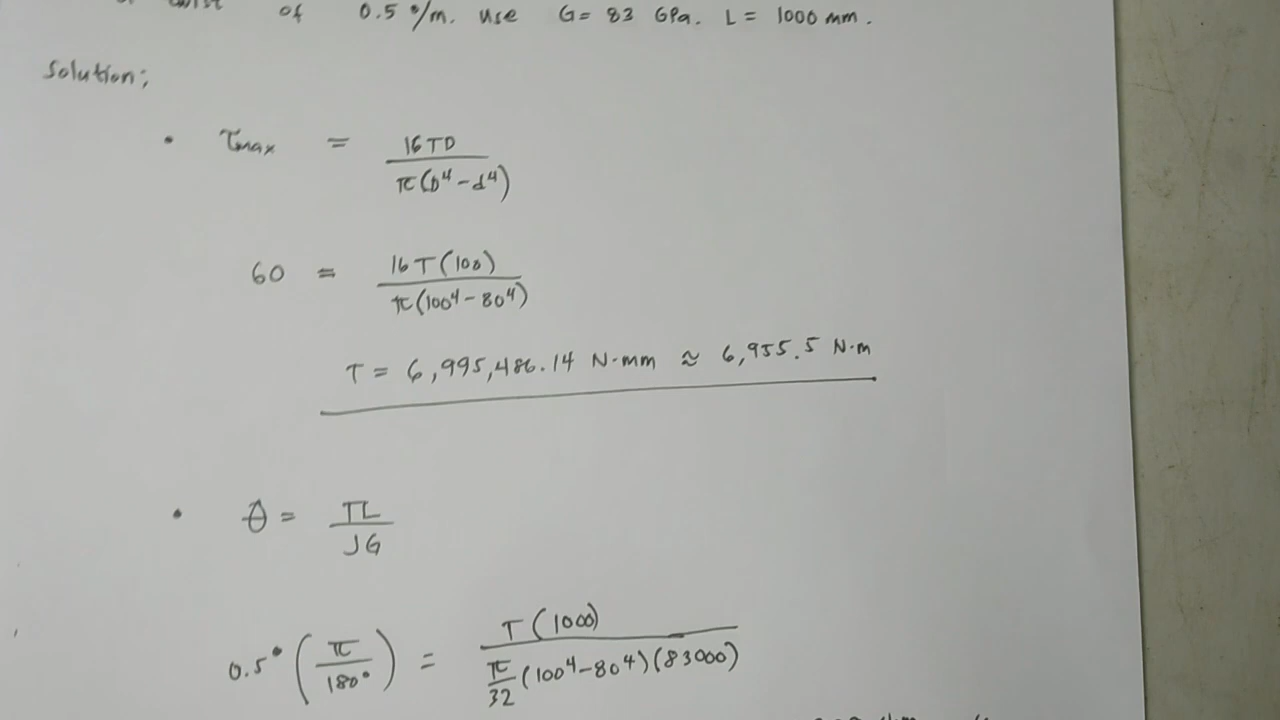 of 0.5 °/m. use G= 83 GPa. L = 1000 mm.
Solution;
• τmax = 16TD / π(D⁴-d⁴)
60 = 16T(100) / π(100⁴-80⁴)
T = 6,995,486.14 N·mm ≈ 6,955.5 N·m
• θ = TL / JG
0.5° (π / 180°) = T(1000) / π/32 (100⁴-80⁴)(83000)